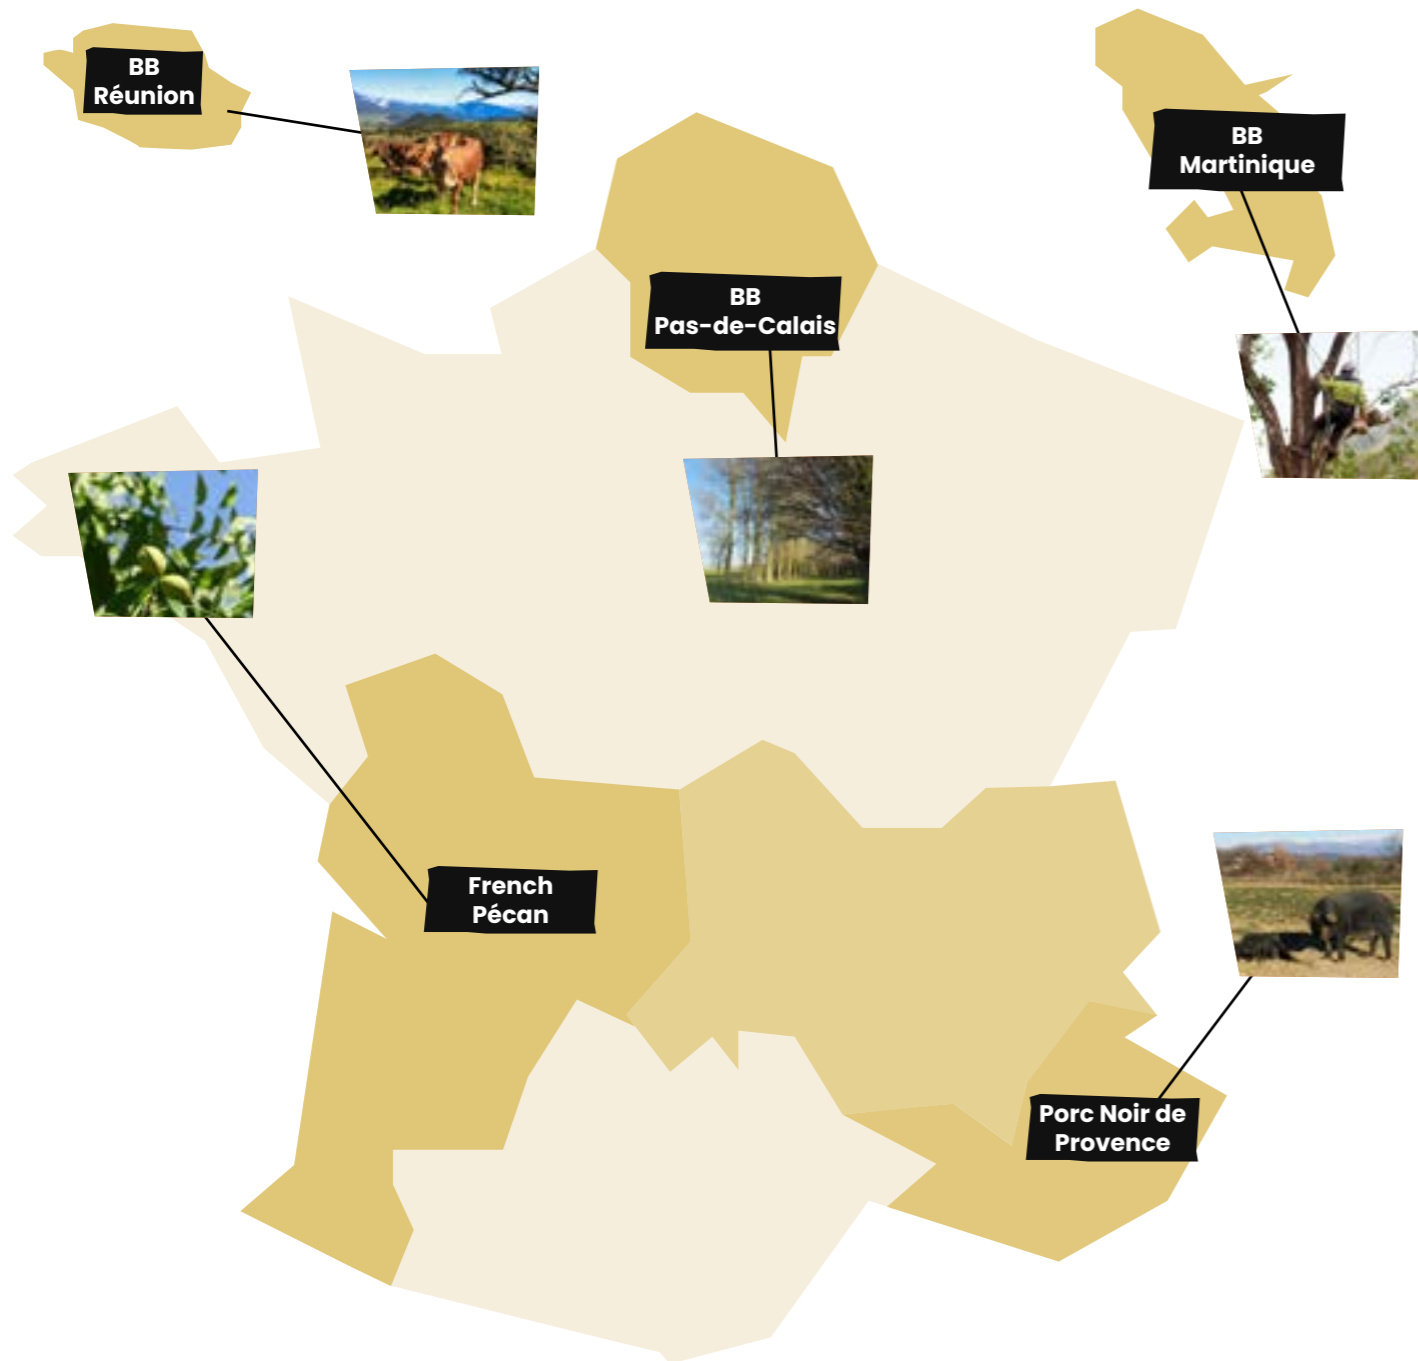 BB
Réunion
BB
Martinique
BB
Pas-de-Calais
French
Pécan
Porc Noir de
Provence